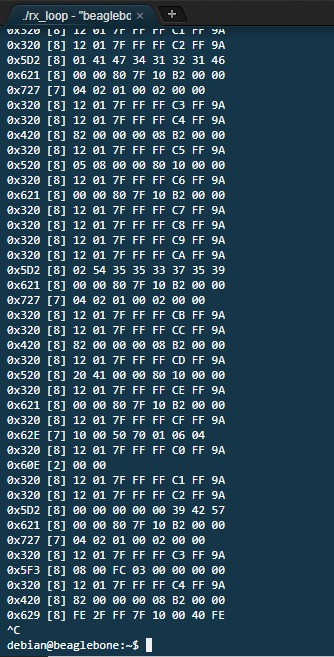 ./rx_loop - "beaglebon ×
+
0x320 [8] 12 01 7F FF FF C1 FF 9A
0x320 [8] 12 01 7F FF FF C2 FF 9A
0x5D2 [8] 01 41 47 34 31 32 31 46
0x621 [8] 00 00 80 7F 10 B2 00 00
0x727 [7] 04 02 01 00 02 00 00
0x320 [8] 12 01 7F FF FF C3 FF 9A
0x320 [8] 12 01 7F FF FF C4 FF 9A
0x420 [8] 82 00 00 00 08 B2 00 00
0x320 [8] 12 01 7F FF FF C5 FF 9A
0x520 [8] 05 08 00 00 80 10 00 00
0x320 [8] 12 01 7F FF FF C6 FF 9A
0x621 [8] 00 00 80 7F 10 B2 00 00
0x320 [8] 12 01 7F FF FF C7 FF 9A
0x320 [8] 12 01 7F FF FF C8 FF 9A
0x320 [8] 12 01 7F FF FF C9 FF 9A
0x320 [8] 12 01 7F FF FF CA FF 9A
0x5D2 [8] 02 54 35 35 33 37 35 39
0x621 [8] 00 00 80 7F 10 B2 00 00
0x727 [7] 04 02 01 00 02 00 00
0x320 [8] 12 01 7F FF FF CB FF 9A
0x320 [8] 12 01 7F FF FF CC FF 9A
0x420 [8] 82 00 00 00 08 B2 00 00
0x320 [8] 12 01 7F FF FF CD FF 9A
0x520 [8] 20 41 00 00 80 10 00 00
0x320 [8] 12 01 7F FF FF CE FF 9A
0x621 [8] 00 00 80 7F 10 B2 00 00
0x320 [8] 12 01 7F FF FF CF FF 9A
0x62E [7] 10 00 50 70 01 06 04
0x320 [8] 12 01 7F FF FF C0 FF 9A
0x60E [2] 00 00
0x320 [8] 12 01 7F FF FF C1 FF 9A
0x320 [8] 12 01 7F FF FF C2 FF 9A
0x5D2 [8] 00 00 00 00 00 39 42 57
0x621 [8] 00 00 80 7F 10 B2 00 00
0x727 [7] 04 02 01 00 02 00 00
0x320 [8] 12 01 7F FF FF C3 FF 9A
0x5F3 [8] 08 00 FC 03 00 00 00 00
0x320 [8] 12 01 7F FF FF C4 FF 9A
0x420 [8] 82 00 00 00 08 B2 00 00
0x629 [8] FE 2F FF 7F 10 00 40 FE
^C
debian@beaglebone:~$